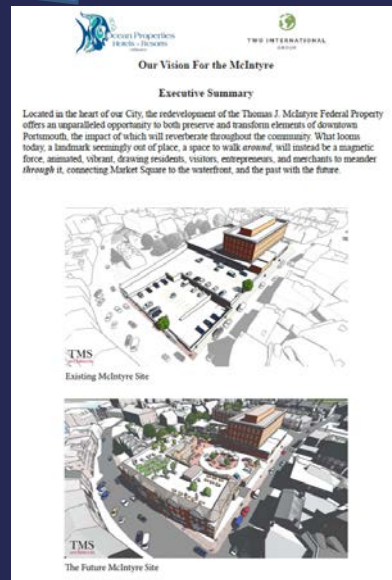 Ocean Properties
Hotels • Resorts
TWO INTERNATIONAL
GROUP
Our Vision For the McIntyre
Executive Summary
Located in the heart of our City, the redevelopment of the Thomas J. McIntyre Federal Property
offers an unparalleled opportunity to both preserve and transform elements of downtown
Portsmouth, the impact of which will reverberate throughout the community. What looms
today, a landmark seemingly out of place, a space to walk around, will instead be a magnetic
force, animated, vibrant, drawing residents, visitors, entrepreneurs, and merchants to meander
through it, connecting Market Square to the waterfront, and the past with the future.
TMS
Existing McIntyre Site
TMS
The Future McIntyre Site